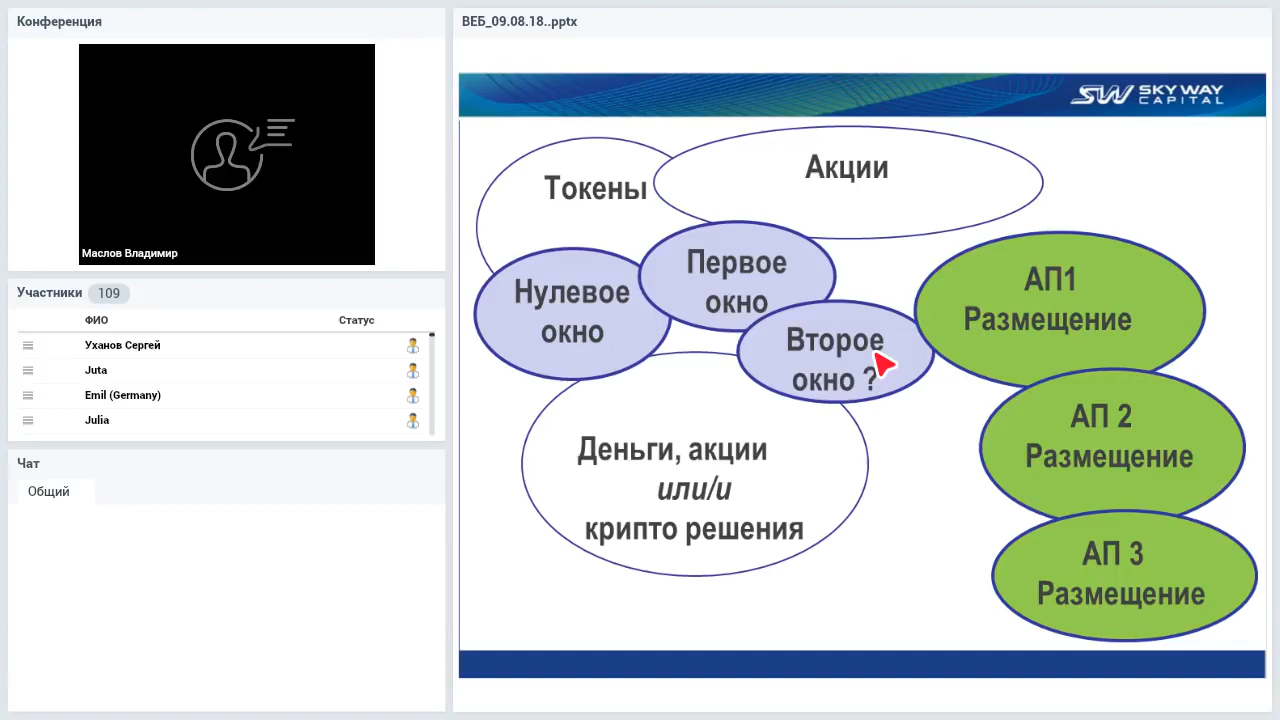 Конференция
Маслов Владимир
Участники 109
ФИО Статус
Уханов Сергей
Juta
Emil (Germany)
Julia
Чат
Общий
ВЕБ_09.08.18..pptx
SW SKY WAY
CAPITAL
Токены
Акции
Нулевое
окно
Первое
окно
Второе
окно ?
АП1
Размещение
АП 2
Размещение
АП 3
Размещение
Деньги, акции
или/и
крипто решения